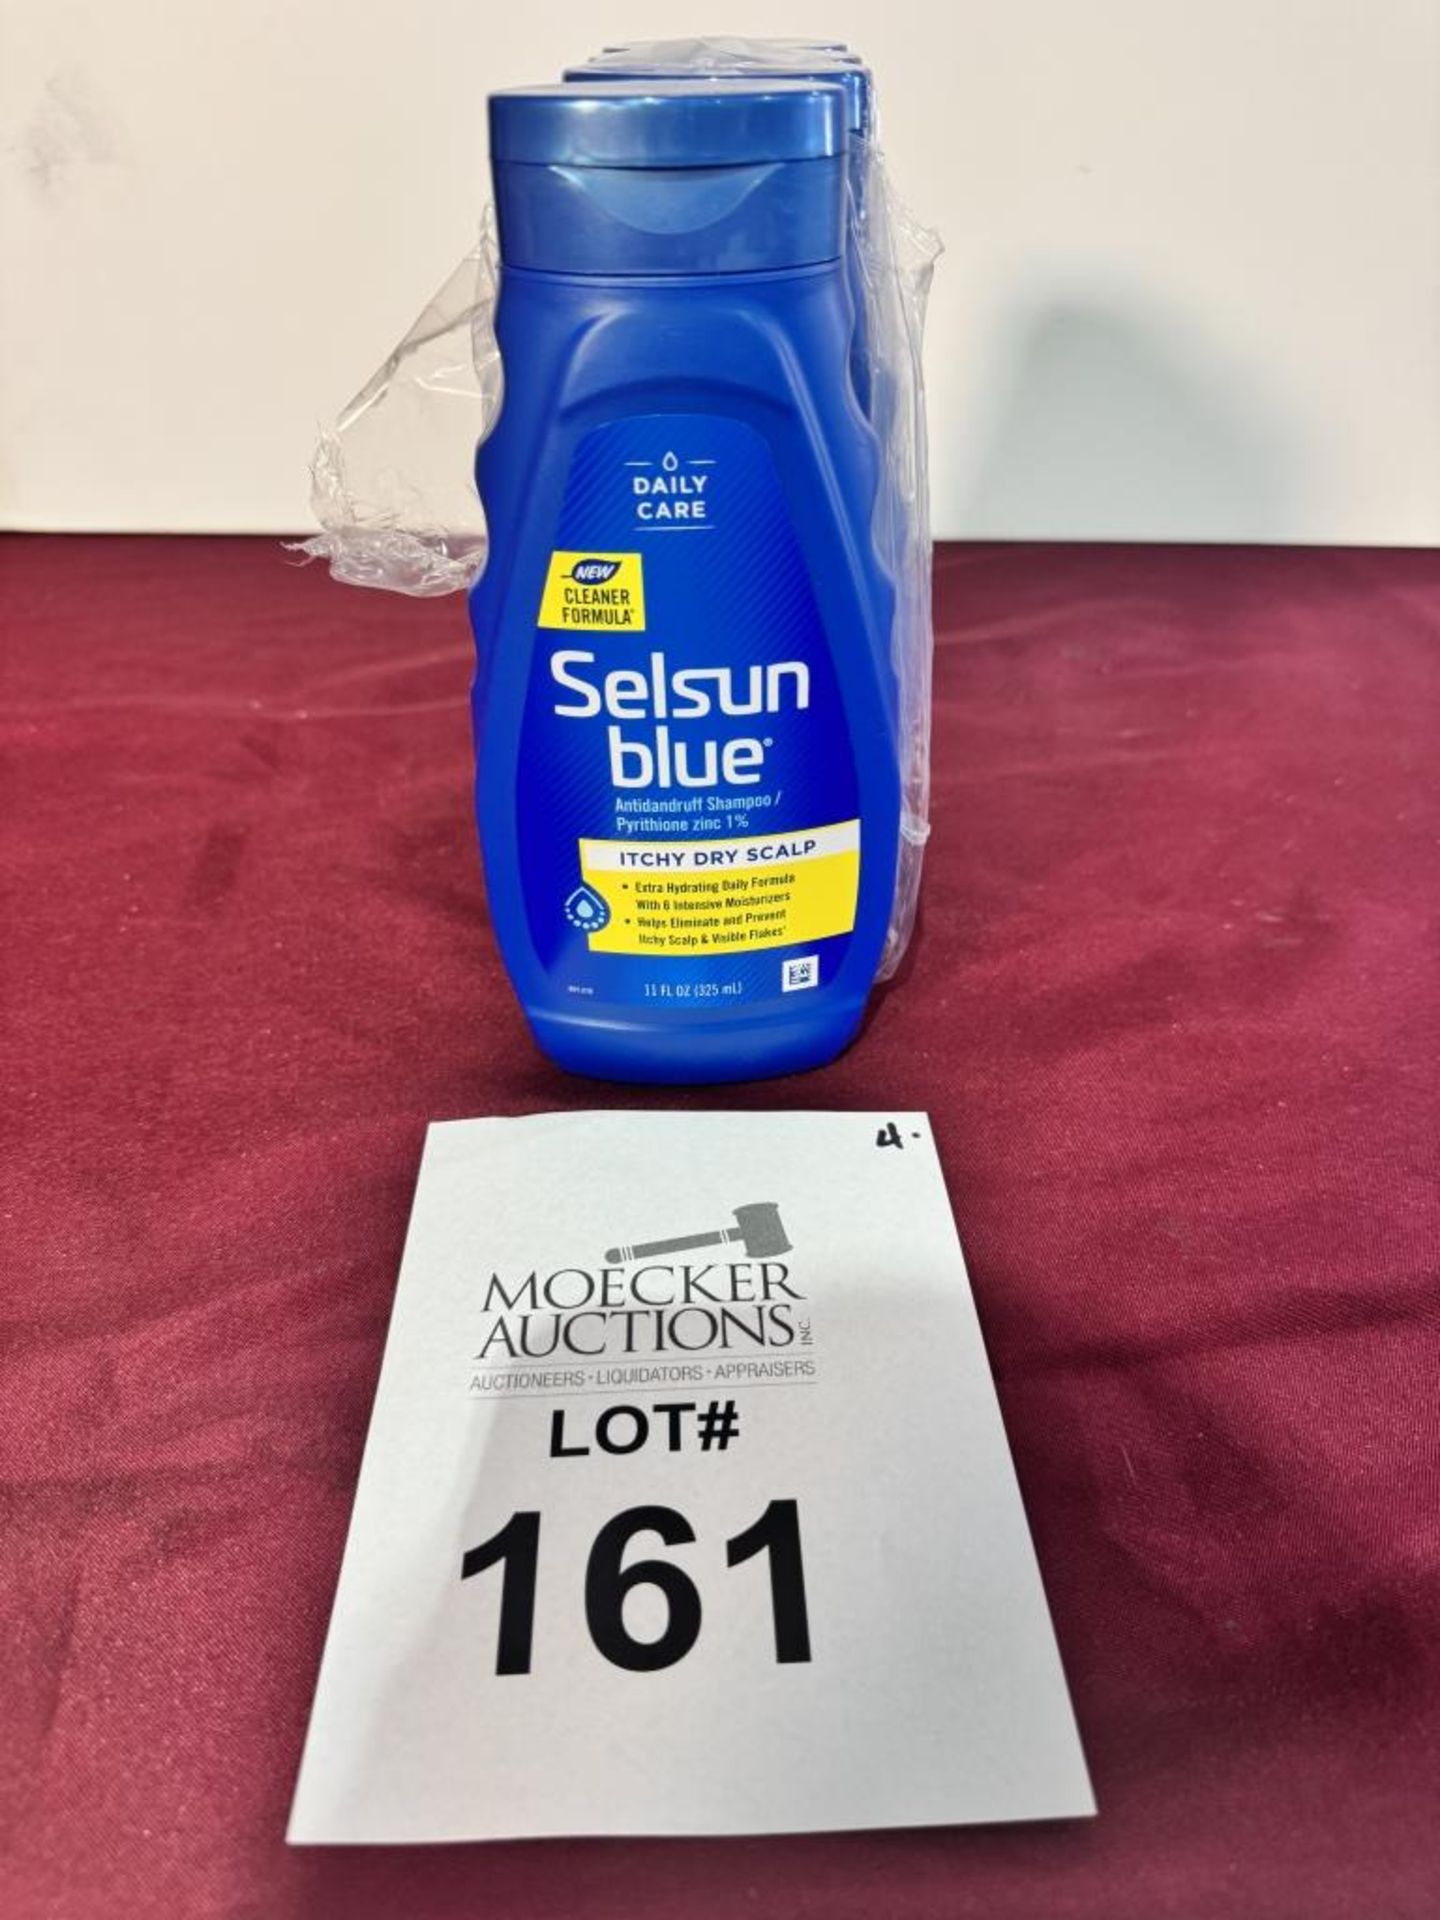 DAILY
CARE
NEW
CLEANER
FORMULA*
Selsun
blue®
Antidandruff Shampoo /
Pyrithione zinc 1%
ITCHY DRY SCALP
• Extra Hydrating Daily Formula
With 6 Intensive Moisturizers
• Helps Eliminate and Prevent
Itchy Scalp & Visible Flakes†
11 FL OZ (325 mL)
4.
MOECKER
AUCTIONS INC.
AUCTIONEERS • LIQUIDATORS • APPRAISERS
LOT#
161